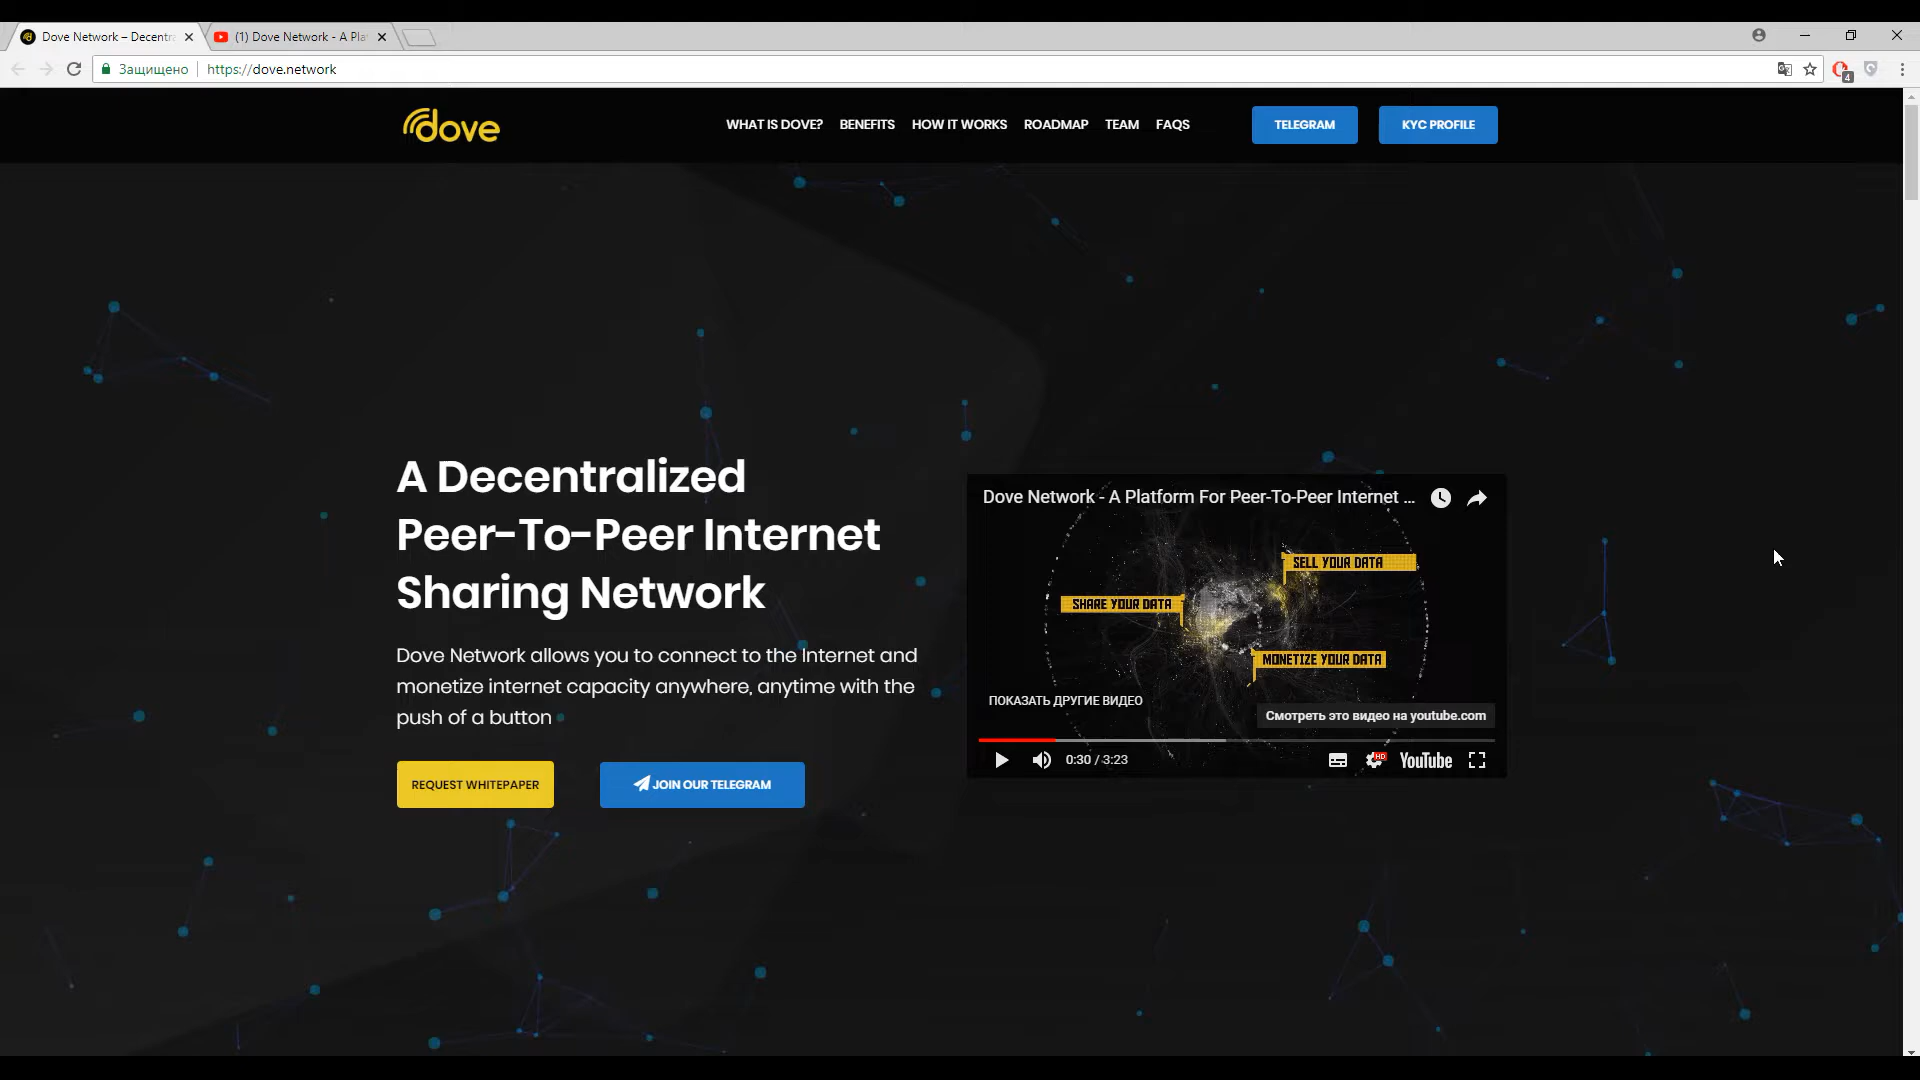 Dove Network – Decentra
(1) Dove Network - A Pla
Защищено
https://dove.network
4
dove
WHAT IS DOVE?
BENEFITS
HOW IT WORKS
ROADMAP
TEAM
FAQS
TELEGRAM
KYC PROFILE
A Decentralized
Peer-To-Peer Internet
Sharing Network
Dove Network allows you to connect to the Internet and
monetize internet capacity anywhere, anytime with the
push of a button
REQUEST WHITEPAPER
JOIN OUR TELEGRAM
Dove Network - A Platform For Peer-To-Peer Internet ...
SELL YOUR DATA
SHARE YOUR DATA
MONETIZE YOUR DATA
ПОКАЗАТЬ ДРУГИЕ ВИДЕО
Смотреть это видео на youtube.com
0:30 / 3:23
HD
YouTube